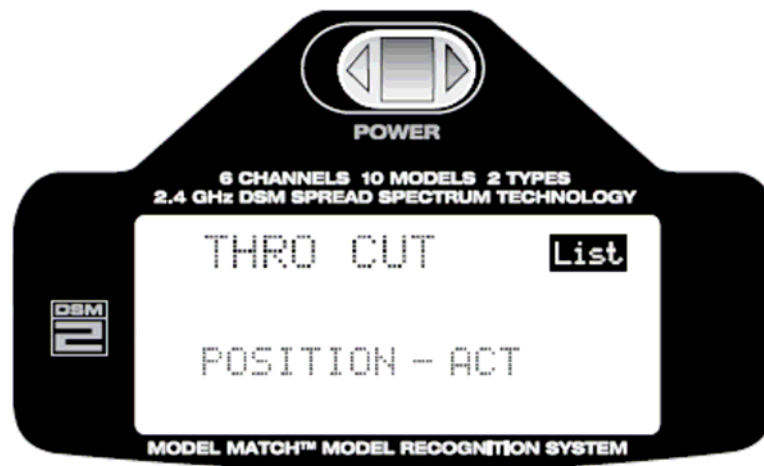 POWER
6 CHANNELS 10 MODELS 2 TYPES
2.4 GHz DSM SPREAD SPECTRUM TECHNOLOGY
THRO CUT List
DSM
2
POSITION - ACT
MODEL MATCH™ MODEL RECOGNITION SYSTEM